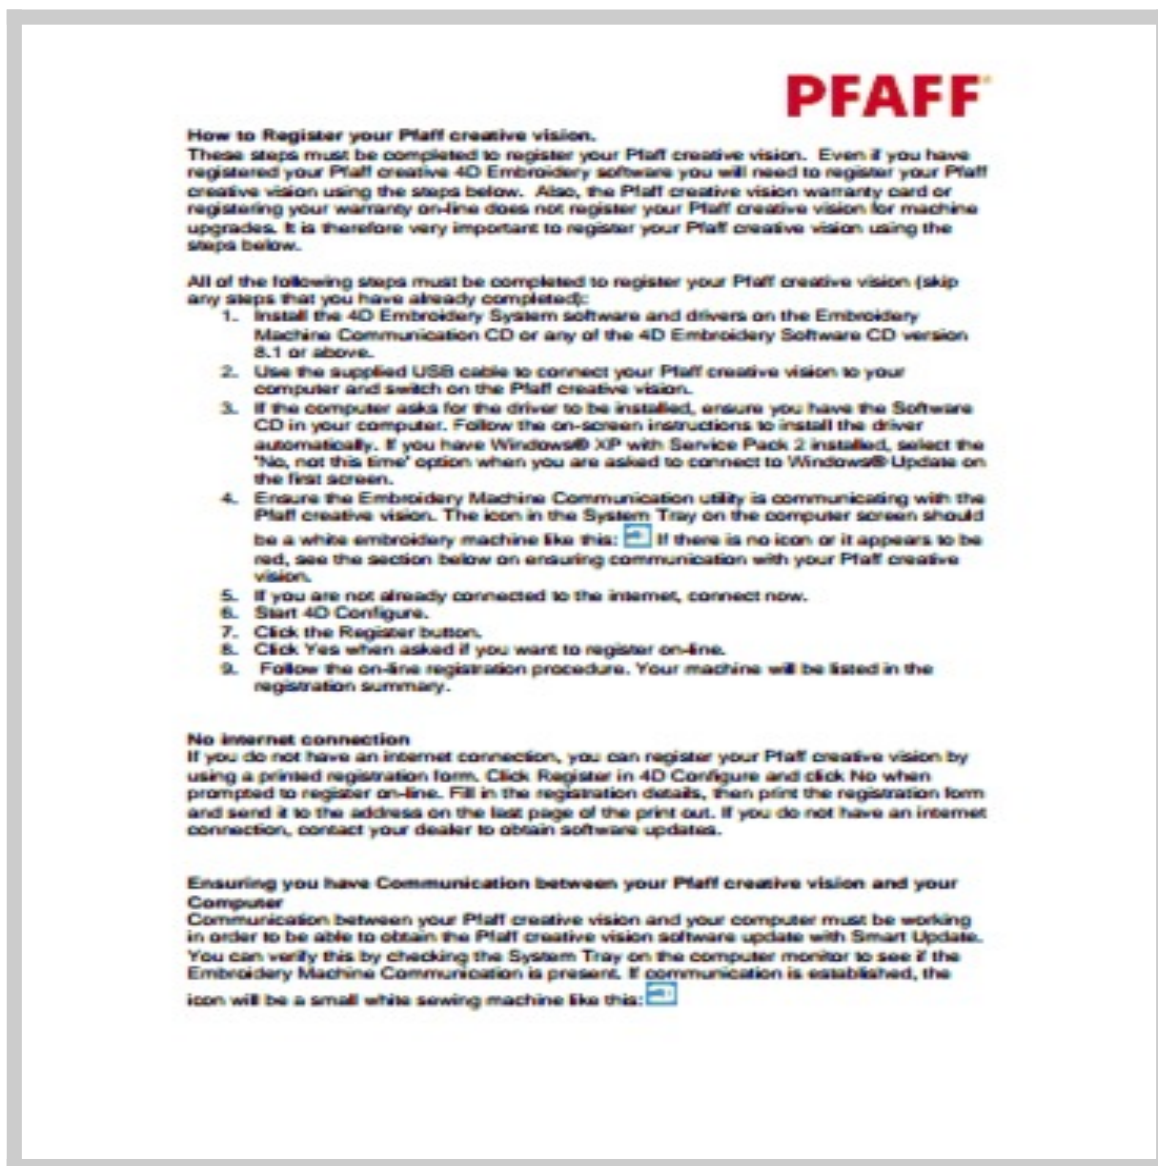 PFAFF
How to Register your Pfaff creative vision.
These steps must be completed to register your Pfaff creative vision. Even if you have
registered your Pfaff creative 4D Embroidery software you will need to register your Pfaff
creative vision using the steps below. Also, the Pfaff creative vision warranty card or
registering your warranty on-line does not register your Pfaff creative vision for machine
upgrades. It is therefore very important to register your Pfaff creative vision using the
steps below.
All of the following steps must be completed to register your Pfaff creative vision (skip
any steps that you have already completed):
1. Install the 4D Embroidery System software and drivers on the Embroidery
Machine Communication CD or any of the 4D Embroidery Software CD version
8.1 or above.
2. Use the supplied USB cable to connect your Pfaff creative vision to your
computer and switch on the Pfaff creative vision.
3. If the computer asks for the driver to be installed, ensure you have the Software
CD in your computer. Follow the on-screen instructions to install the driver
automatically. If you have Windows® XP with Service Pack 2 installed, select the
'No, not this time' option when you are asked to connect to Windows® Update on
the first screen.
4. Ensure the Embroidery Machine Communication utility is communicating with the
Pfaff creative vision. The icon in the System Tray on the computer screen should
be a white embroidery machine like this: If there is no icon or it appears to be
red, see the section below on ensuring communication with your Pfaff creative
vision.
5. If you are not already connected to the internet, connect now.
6. Start 4D Configure.
7. Click the Register button.
8. Click Yes when asked if you want to register on-line.
9. Follow the on-line registration procedure. Your machine will be listed in the
registration summary.
No internet connection
If you do not have an internet connection, you can register your Pfaff creative vision by
using a printed registration form. Click Register in 4D Configure and click No when
prompted to register on-line. Fill in the registration details, then print the registration form
and send it to the address on the last page of the print out. If you do not have an internet
connection, contact your dealer to obtain software updates.
Ensuring you have Communication between your Pfaff creative vision and your
Computer
Communication between your Pfaff creative vision and your computer must be working
in order to be able to obtain the Pfaff creative vision software update with Smart Update.
You can verify this by checking the System Tray on the computer monitor to see if the
Embroidery Machine Communication is present. If communication is established, the
icon will be a small white sewing machine like this: